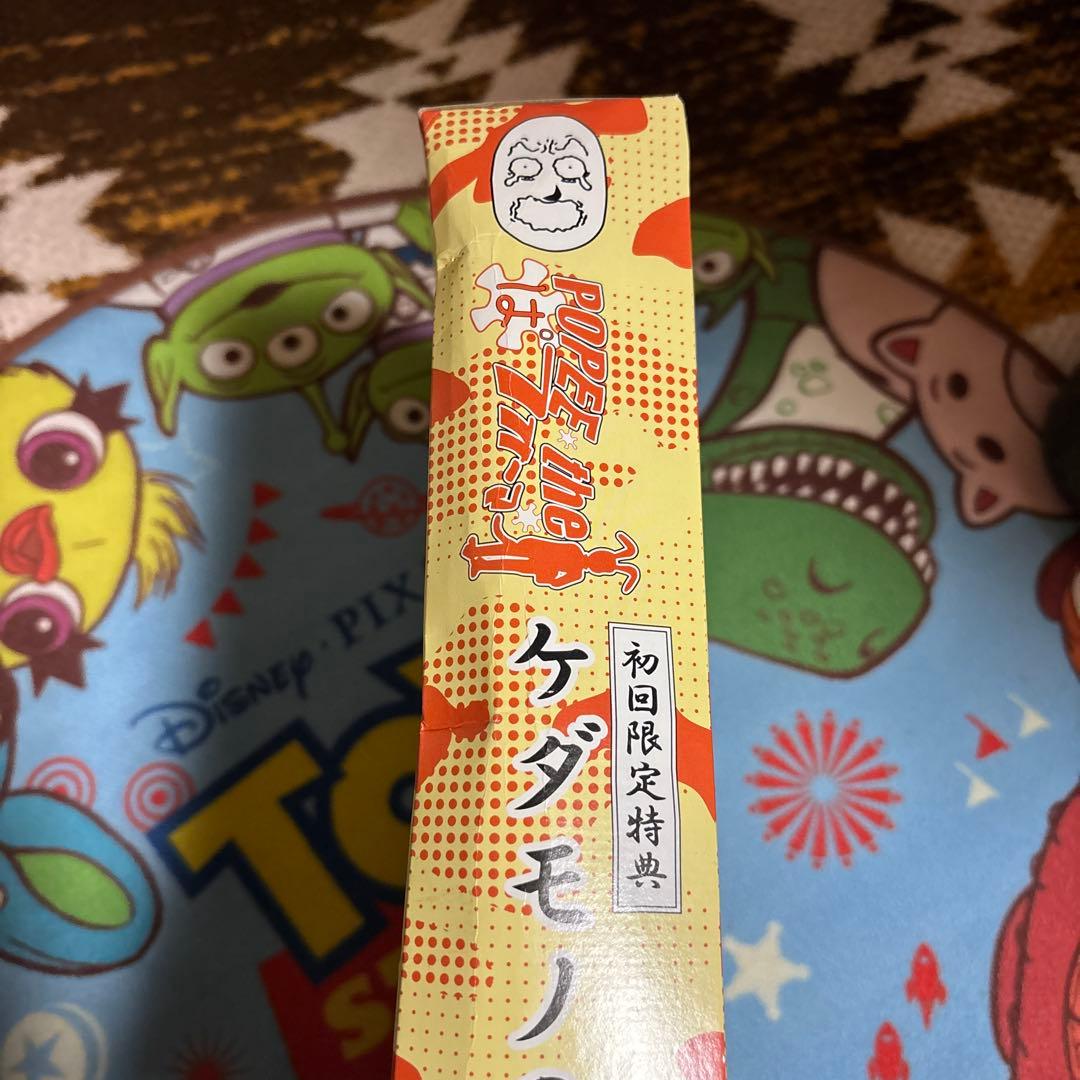 POPEE the
ぱフォーマー
初回限定特典
ケダモノ
DISNEY · PIX
TO
S